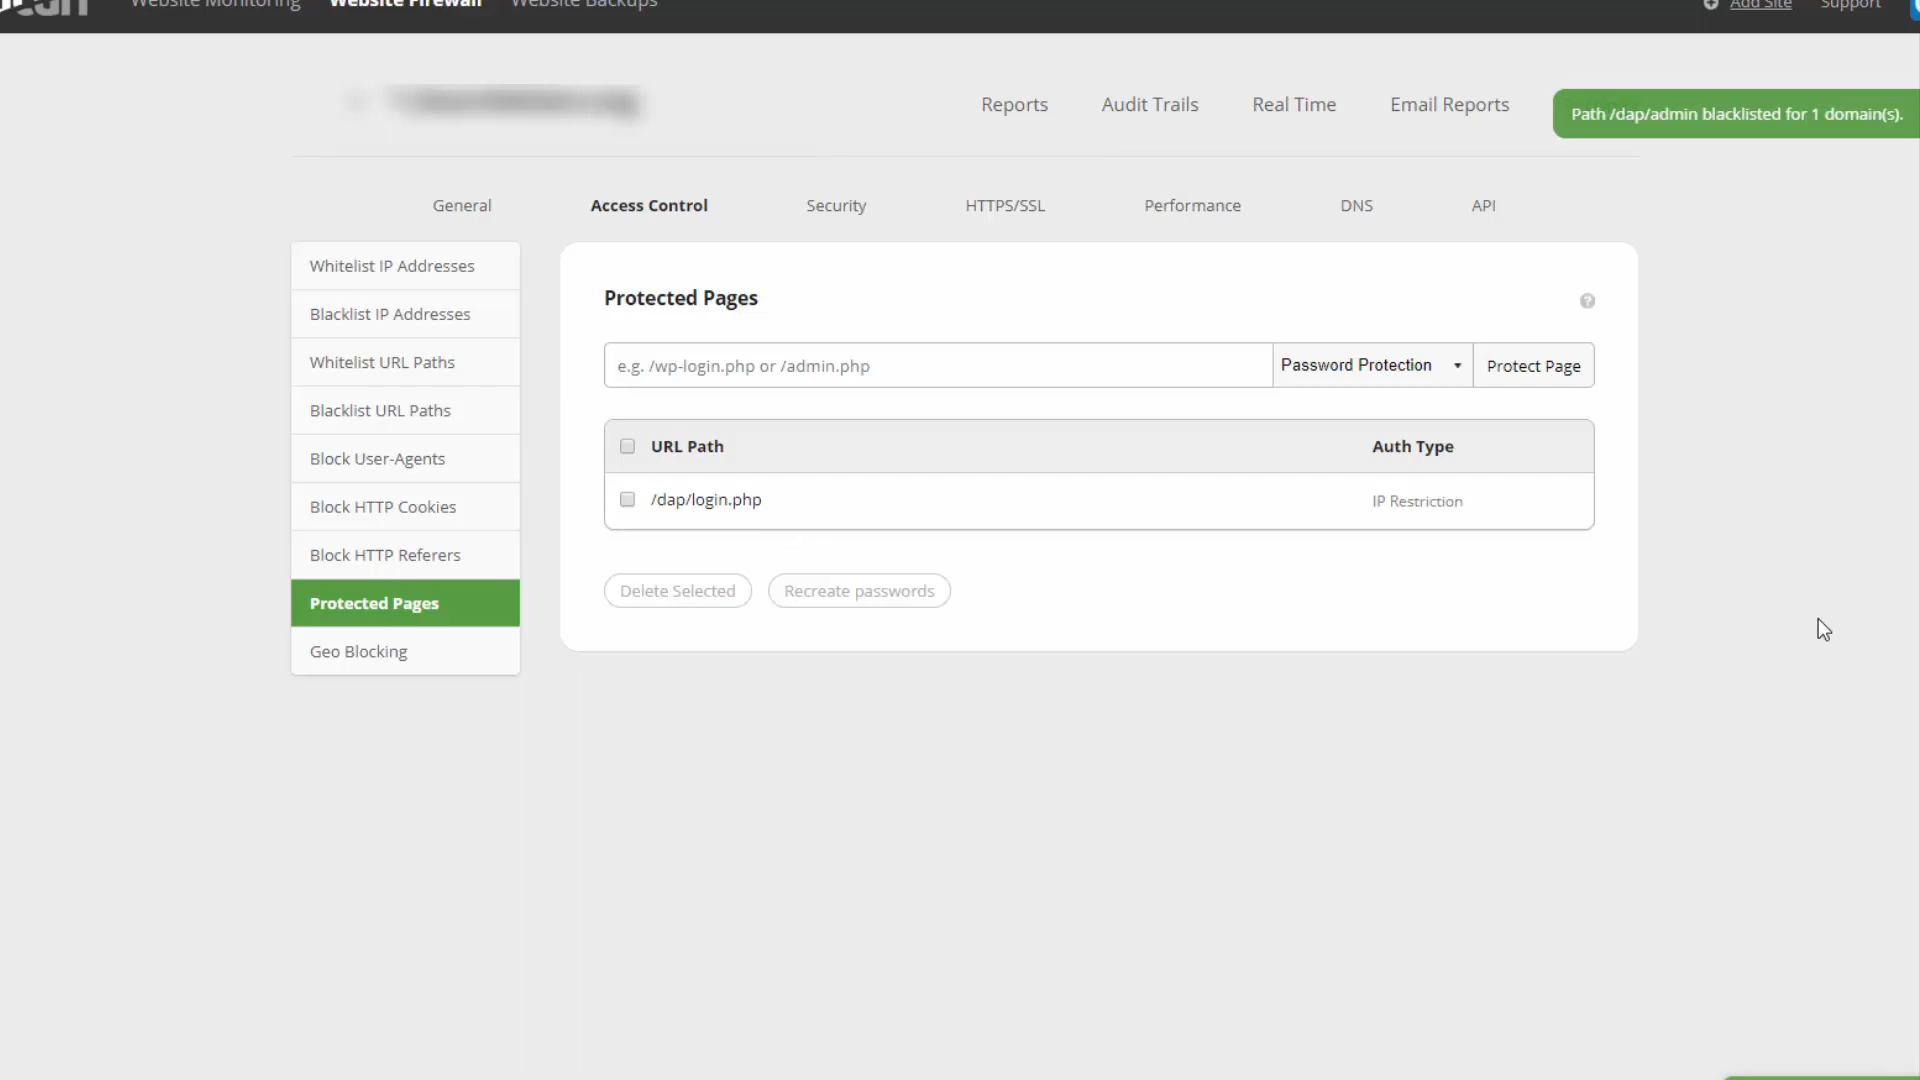 Website Monitoring
Website Firewall
Website Backups
Add Site
Support
Reports
Audit Trails
Real Time
Email Reports
Path /dap/admin blacklisted for 1 domain(s).
General
Access Control
Security
HTTPS/SSL
Performance
DNS
API
Whitelist IP Addresses
Blacklist IP Addresses
Whitelist URL Paths
Blacklist URL Paths
Block User-Agents
Block HTTP Cookies
Block HTTP Referers
Protected Pages
Geo Blocking
Protected Pages
?
e.g. /wp-login.php or /admin.php
Password Protection
Protect Page
URL Path
Auth Type
/dap/login.php
IP Restriction
Delete Selected
Recreate passwords